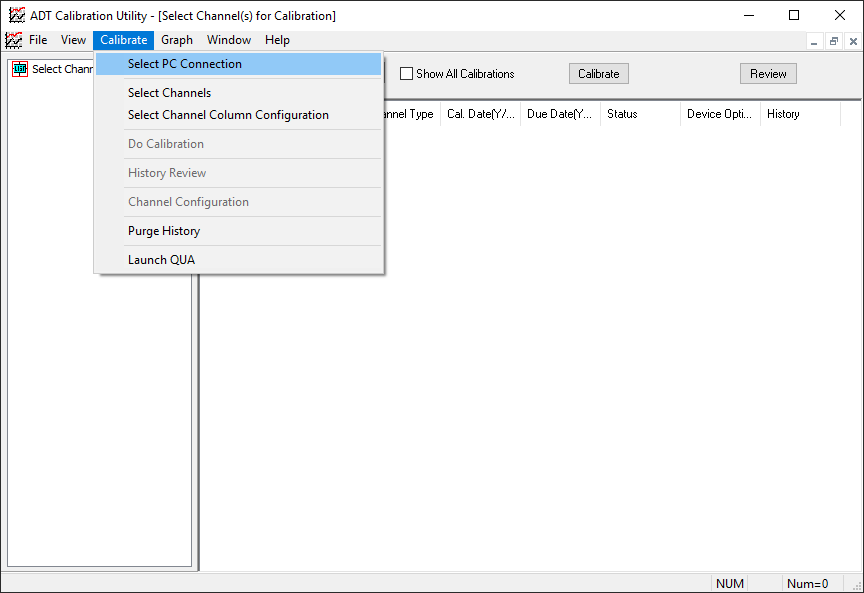 ADT Calibration Utility - [Select Channel(s) for Calibration]
File View Calibrate Graph Window Help
Select PC Connection
Select Channels
Select Channel Column Configuration
Do Calibration
History Review
Channel Configuration
Purge History
Launch QUA
Select Chann
Show All Calibrations Calibrate Review
nnel Type Cal. Date(Y/... Due Date(Y... Status Device Opti... History
NUM Num=0